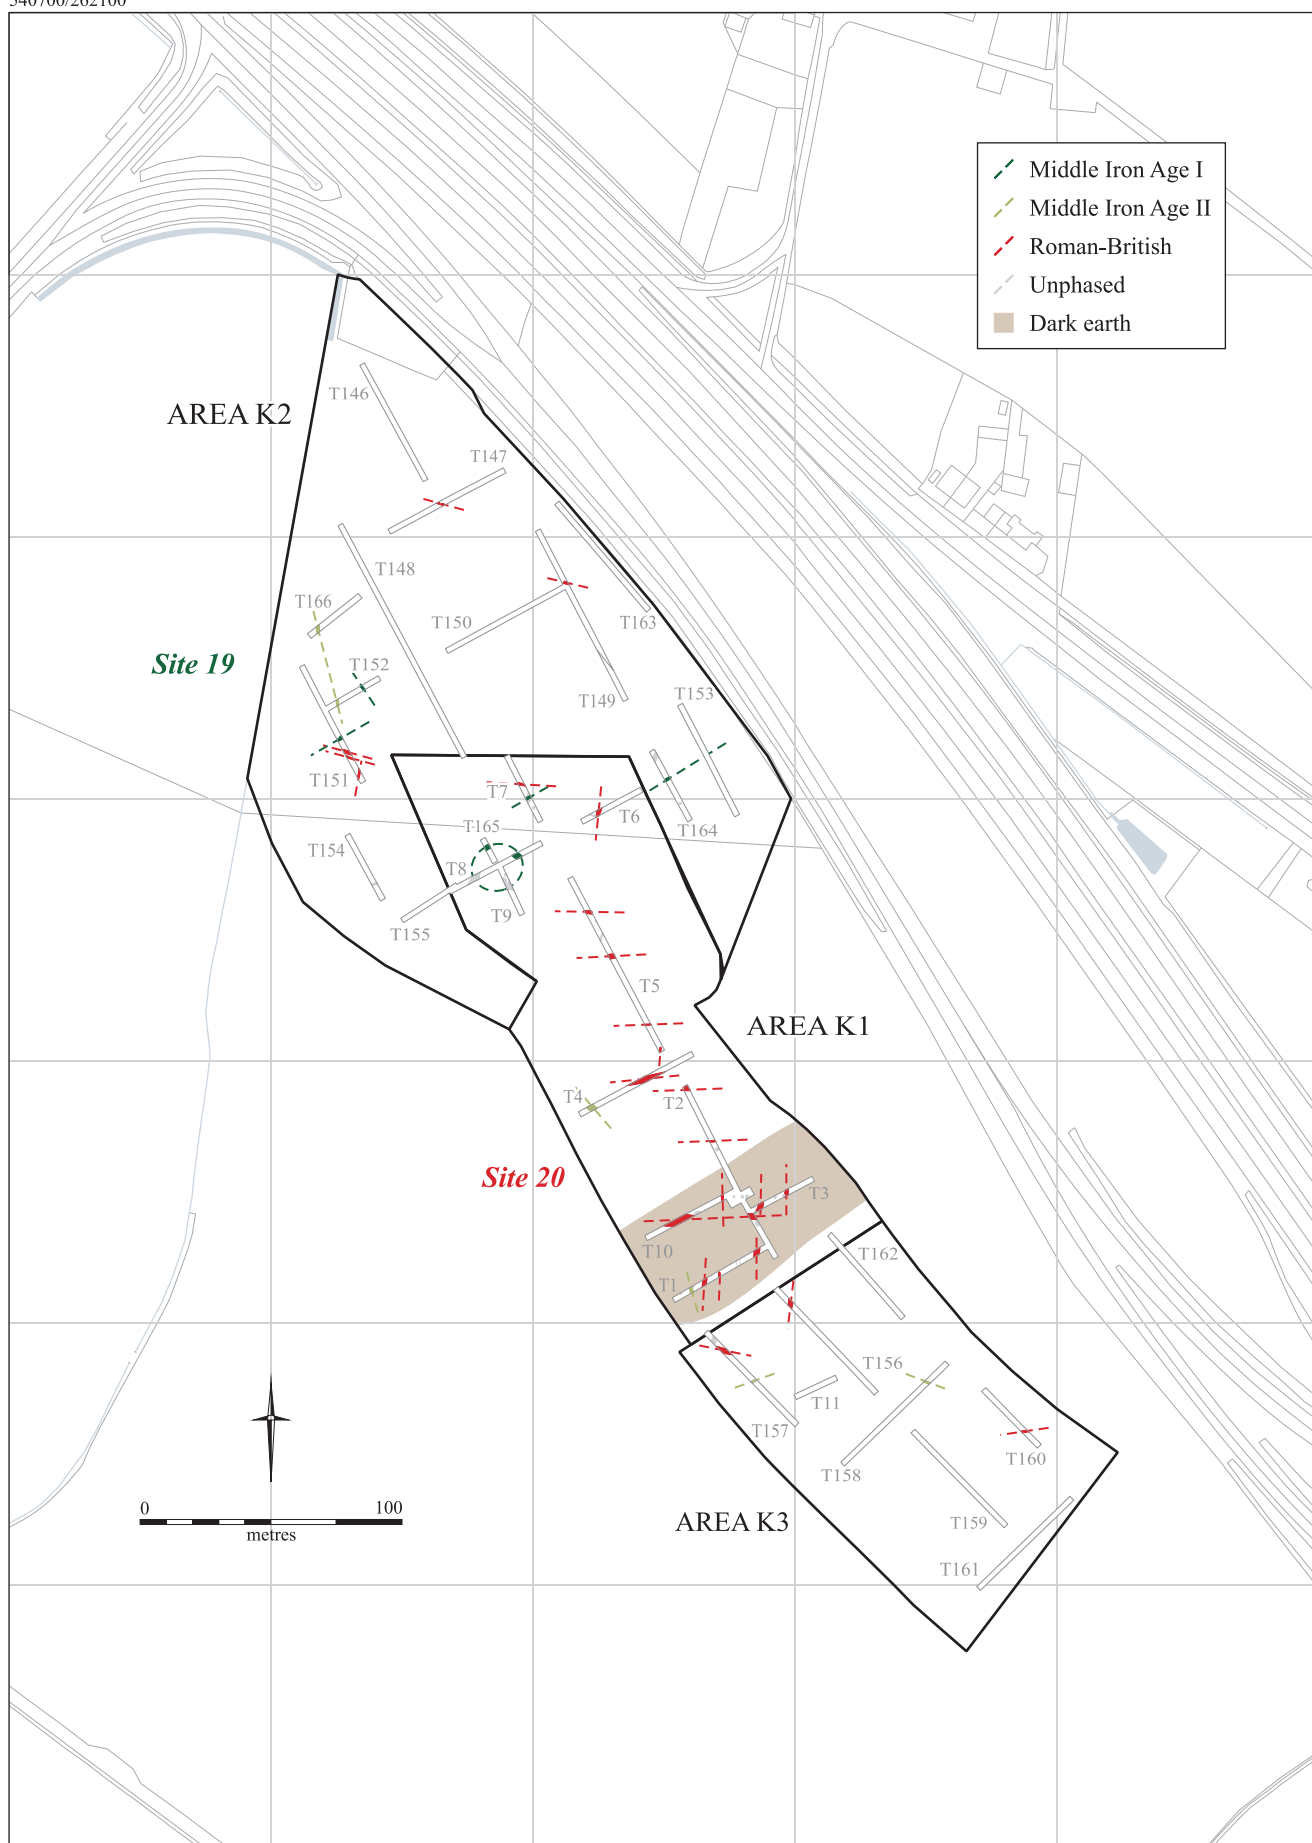 540700/262100
Middle Iron Age I
Middle Iron Age II
Roman-British
Unphased
Dark earth
T146
AREA K2
T147
T148
T166
T150
T163
Site 19
T152
T153
T149
T151
T7
T6
T165
T164
T154
T8
T9
T155
T5
AREA K1
T4
T2
Site 20
T3
T10
T162
T1
T156
T11
T157
T160
T158
0 100
metres
AREA K3
T159
T161